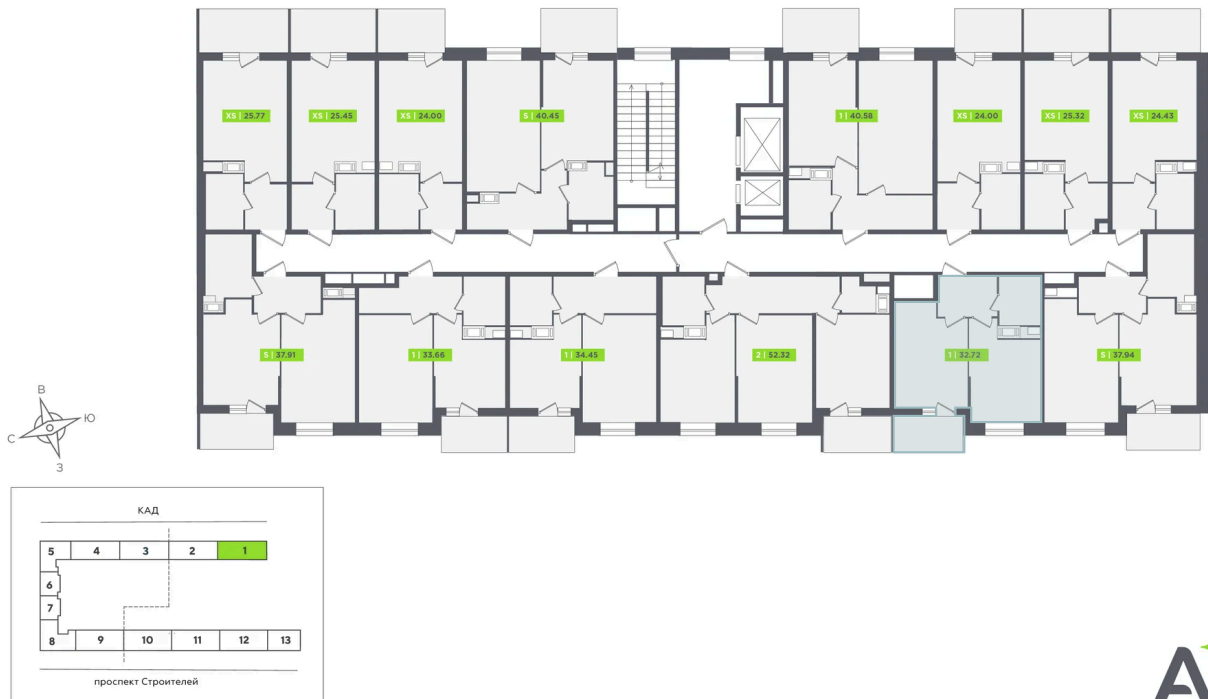 XS | 25.77
XS | 25.45
XS | 24.00
S | 40.45
1 | 40.58
XS | 24.00
XS | 25.32
XS | 24.43
S | 37.91
1 | 33.66
1 | 34.45
2 | 52.32
1 | 32.72
S | 37.94
В
Ю
С
З
КАД
5
4
3
2
1
6
7
8
9
10
11
12
13
проспект Строителей
А